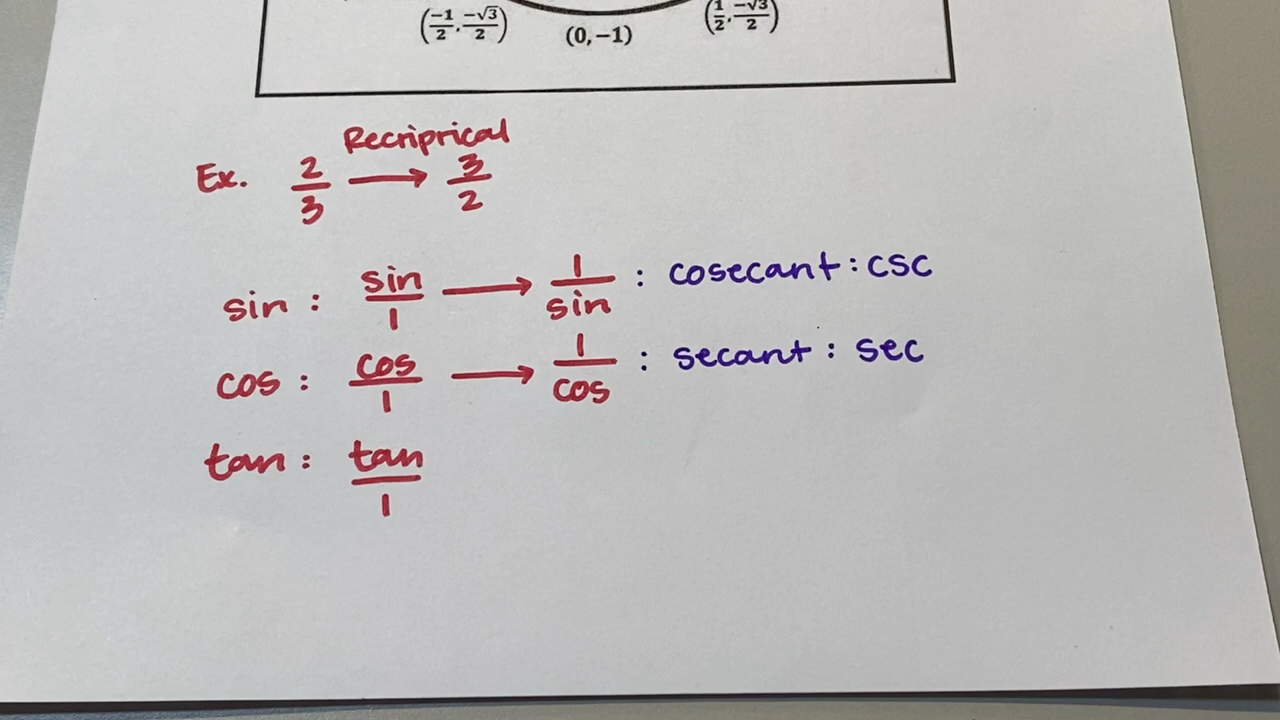 (-1/2, -√3/2) (0,-1) (1/2, -√3/2)
Recriprical
Ex. 2/3 → 3/2
sin : sin/1 → 1/sin : cosecant : csc
cos : cos/1 → 1/cos : secant : sec
tan : tan/1